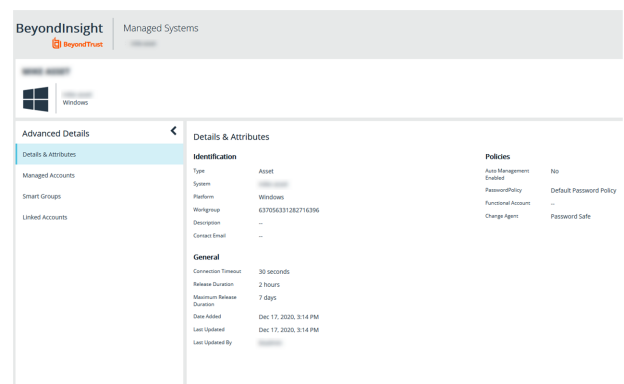 BeyondInsight
BeyondTrust
Managed Systems
Windows
Advanced Details
Details & Attributes
Managed Accounts
Smart Groups
Linked Accounts
Details & Attributes
Identification
Type Asset
System
Platform Windows
Workgroup 637056331282716396
Description --
Contact Email --
General
Connection Timeout 30 seconds
Release Duration 2 hours
Maximum Release
Duration 7 days
Date Added Dec 17, 2020, 3:14 PM
Last Updated Dec 17, 2020, 3:14 PM
Last Updated By
Policies
Auto Management
Enabled No
PasswordPolicy Default Password Policy
Functional Account --
Change Agent Password Safe